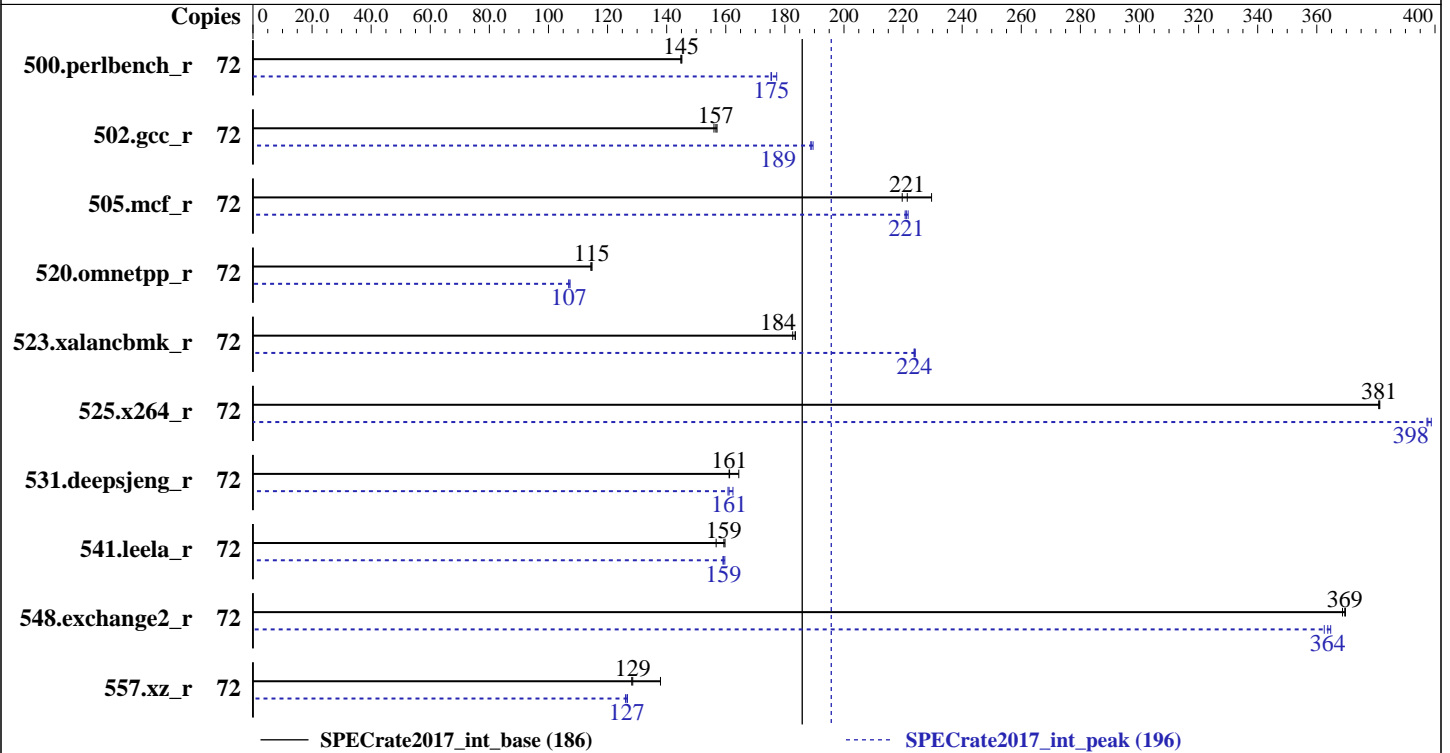 Copies 0 20.0 40.0 60.0 80.0 100 120 140 160 180 200 220 240 260 280 300 320 340 360 400
500.perlbench_r 72 145
175
502.gcc_r 72 157
189
505.mcf_r 72 221
221
520.omnetpp_r 72 115
107
523.xalancbmk_r 72 184
224
525.x264_r 72 381
398
531.deepsjeng_r 72 161
161
541.leela_r 72 159
159
548.exchange2_r 72 369
364
557.xz_r 72 129
127
SPECrate2017_int_base (186) SPECrate2017_int_peak (196)